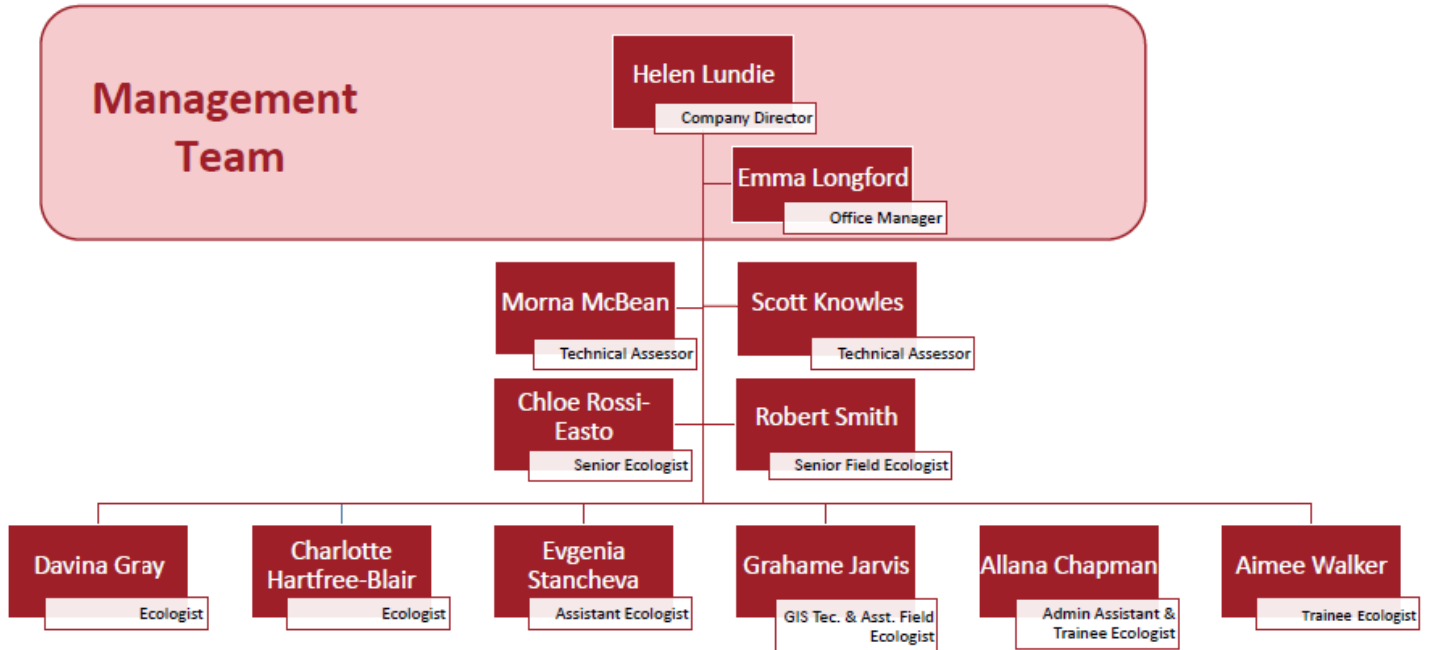 Management
Team
Helen Lundie
Company Director
Emma Longford
Office Manager
Morna McBean
Technical Assessor
Scott Knowles
Technical Assessor
Chloe Rossi-
Easto
Senior Ecologist
Robert Smith
Senior Field Ecologist
Davina Gray
Ecologist
Charlotte
Hartfree-Blair
Ecologist
Evgenia
Stancheva
Assistant Ecologist
Grahame Jarvis
GIS Tec. & Asst. Field
Ecologist
Allana Chapman
Admin Assistant &
Trainee Ecologist
Aimee Walker
Trainee Ecologist